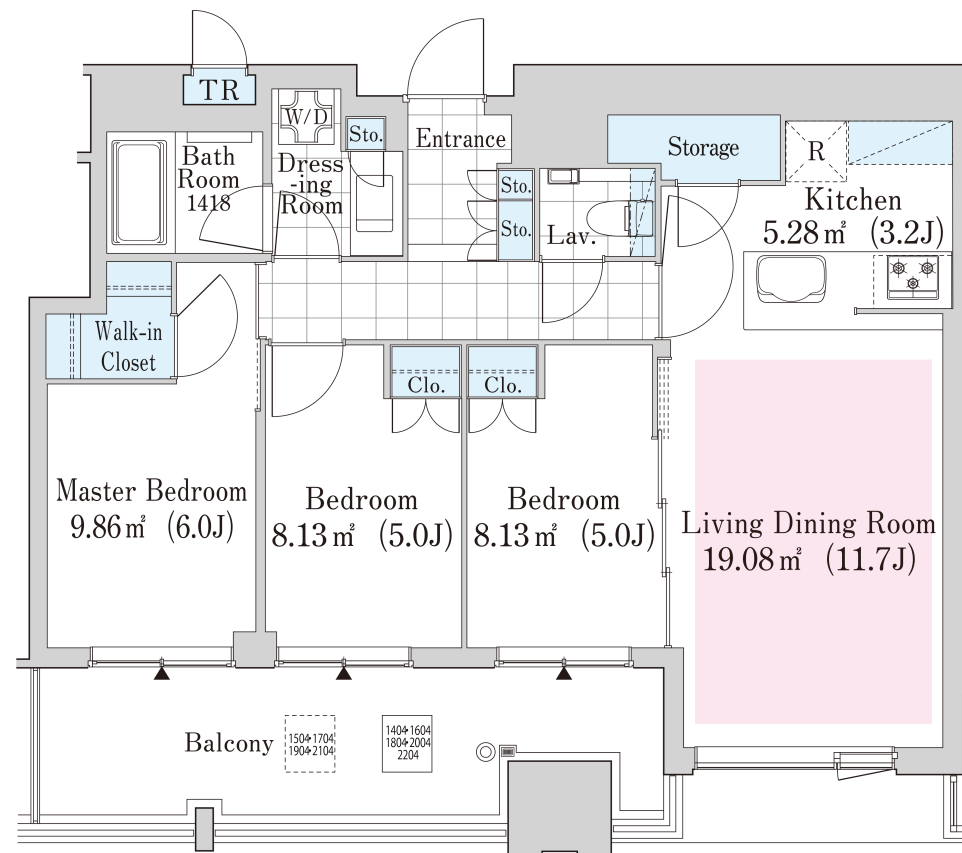 TR
W/D
Sto.
Entrance
Bath
Room
1418
Dress
-ing
Room
Storage
R
Kitchen
5.28㎡ (3.2J)
Sto.
Sto.
Lav.
Walk-in
Closet
Clo.
Clo.
Master Bedroom
9.86㎡ (6.0J)
Bedroom
8.13㎡ (5.0J)
Bedroom
8.13㎡ (5.0J)
Living Dining Room
19.08㎡ (11.7J)
Balcony
1504・1704
1904・2104
1404・1604
1804・2004
2204